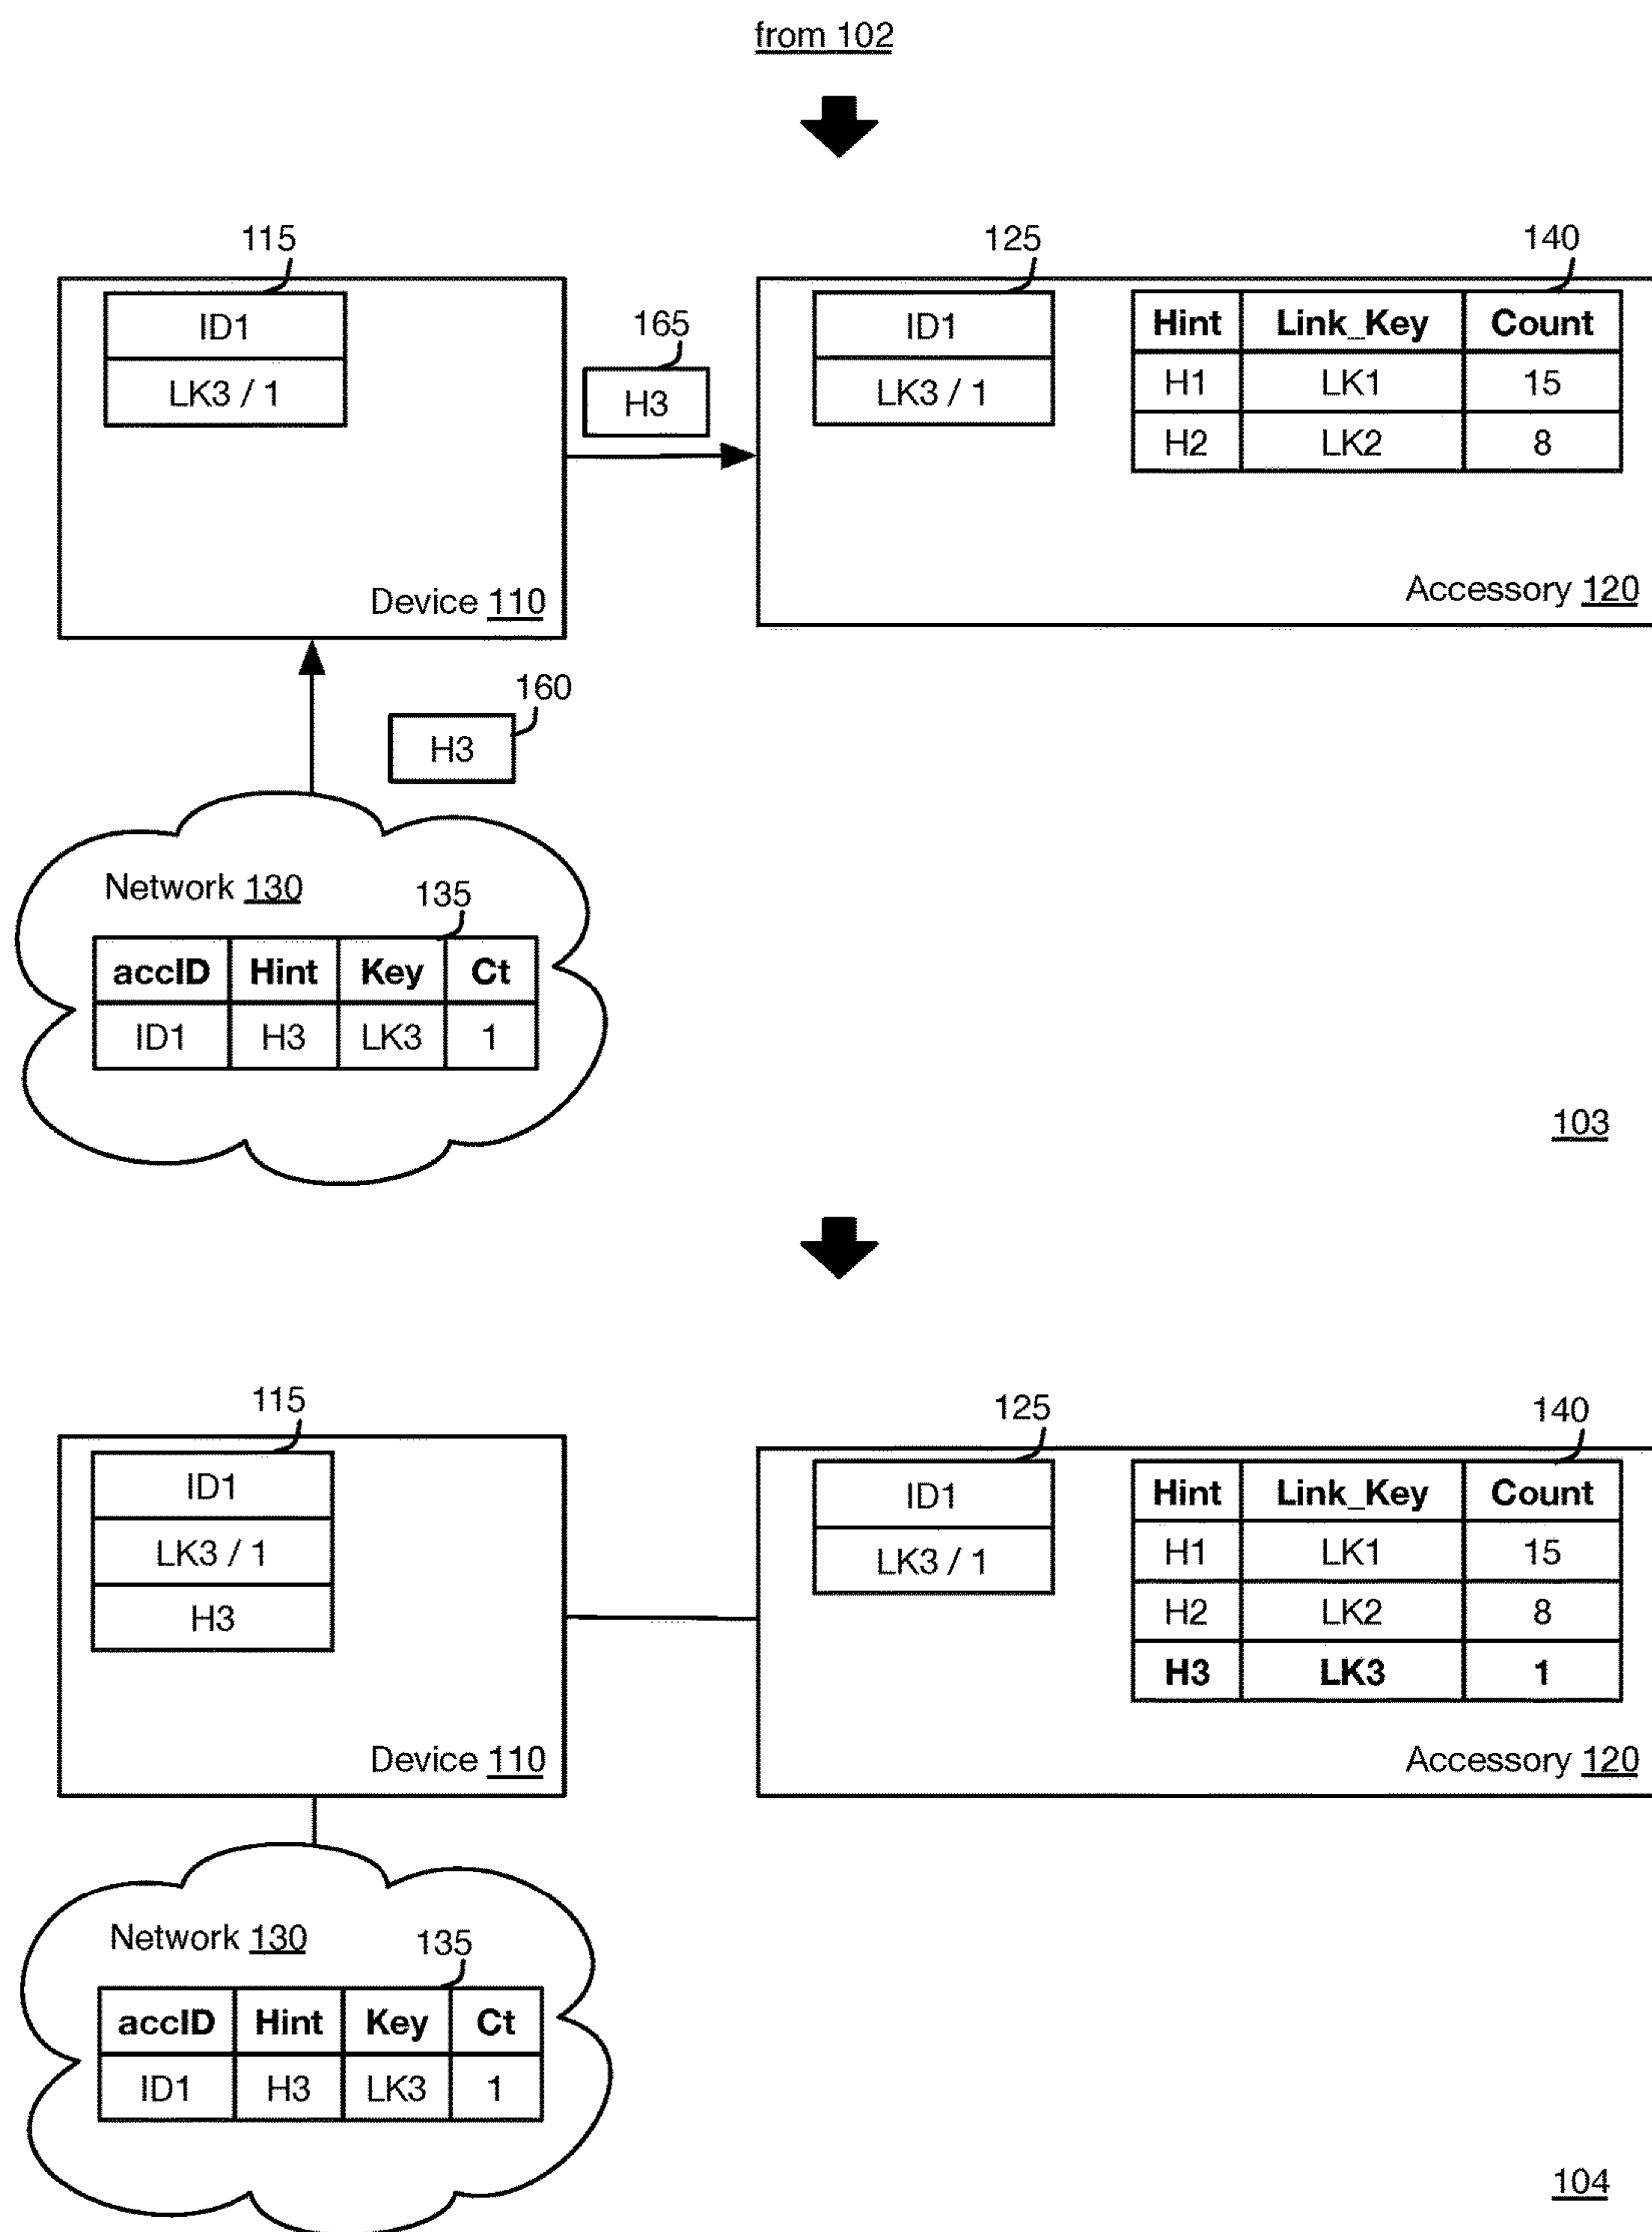 from 102
115
125
140
ID1
LK3 / 1
165
H3
ID1
LK3 / 1
Hint Link_Key Count
H1 LK1 15
H2 LK2 8
Device 110
Accessory 120
160
H3
Network 130
135
accID Hint Key Ct
ID1 H3 LK3 1
103
115
125
140
ID1
LK3 / 1
H3
ID1
LK3 / 1
Hint Link_Key Count
H1 LK1 15
H2 LK2 8
H3 LK3 1
Device 110
Accessory 120
Network 130
135
accID Hint Key Ct
ID1 H3 LK3 1
104